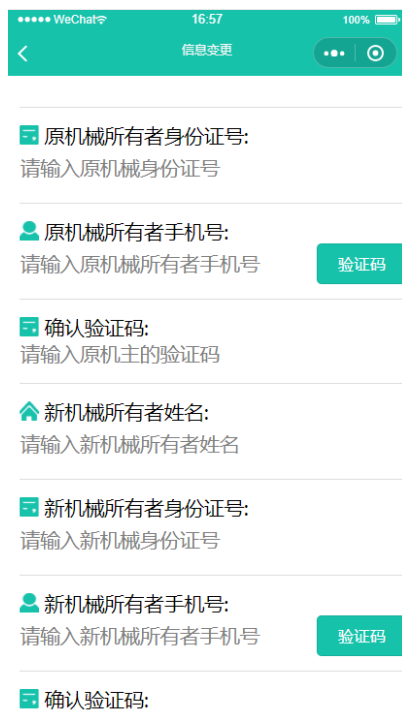 ●●●●● WeChat 16:57 100%
信息变更
原机械所有者身份证号:
请输入原机械身份证号
原机械所有者手机号:
请输入原机械所有者手机号 验证码
确认验证码:
请输入原机主的验证码
新机械所有者姓名:
请输入新机械所有者姓名
新机械所有者身份证号:
请输入新机械身份证号
新机械所有者手机号:
请输入新机械所有者手机号 验证码
确认验证码: